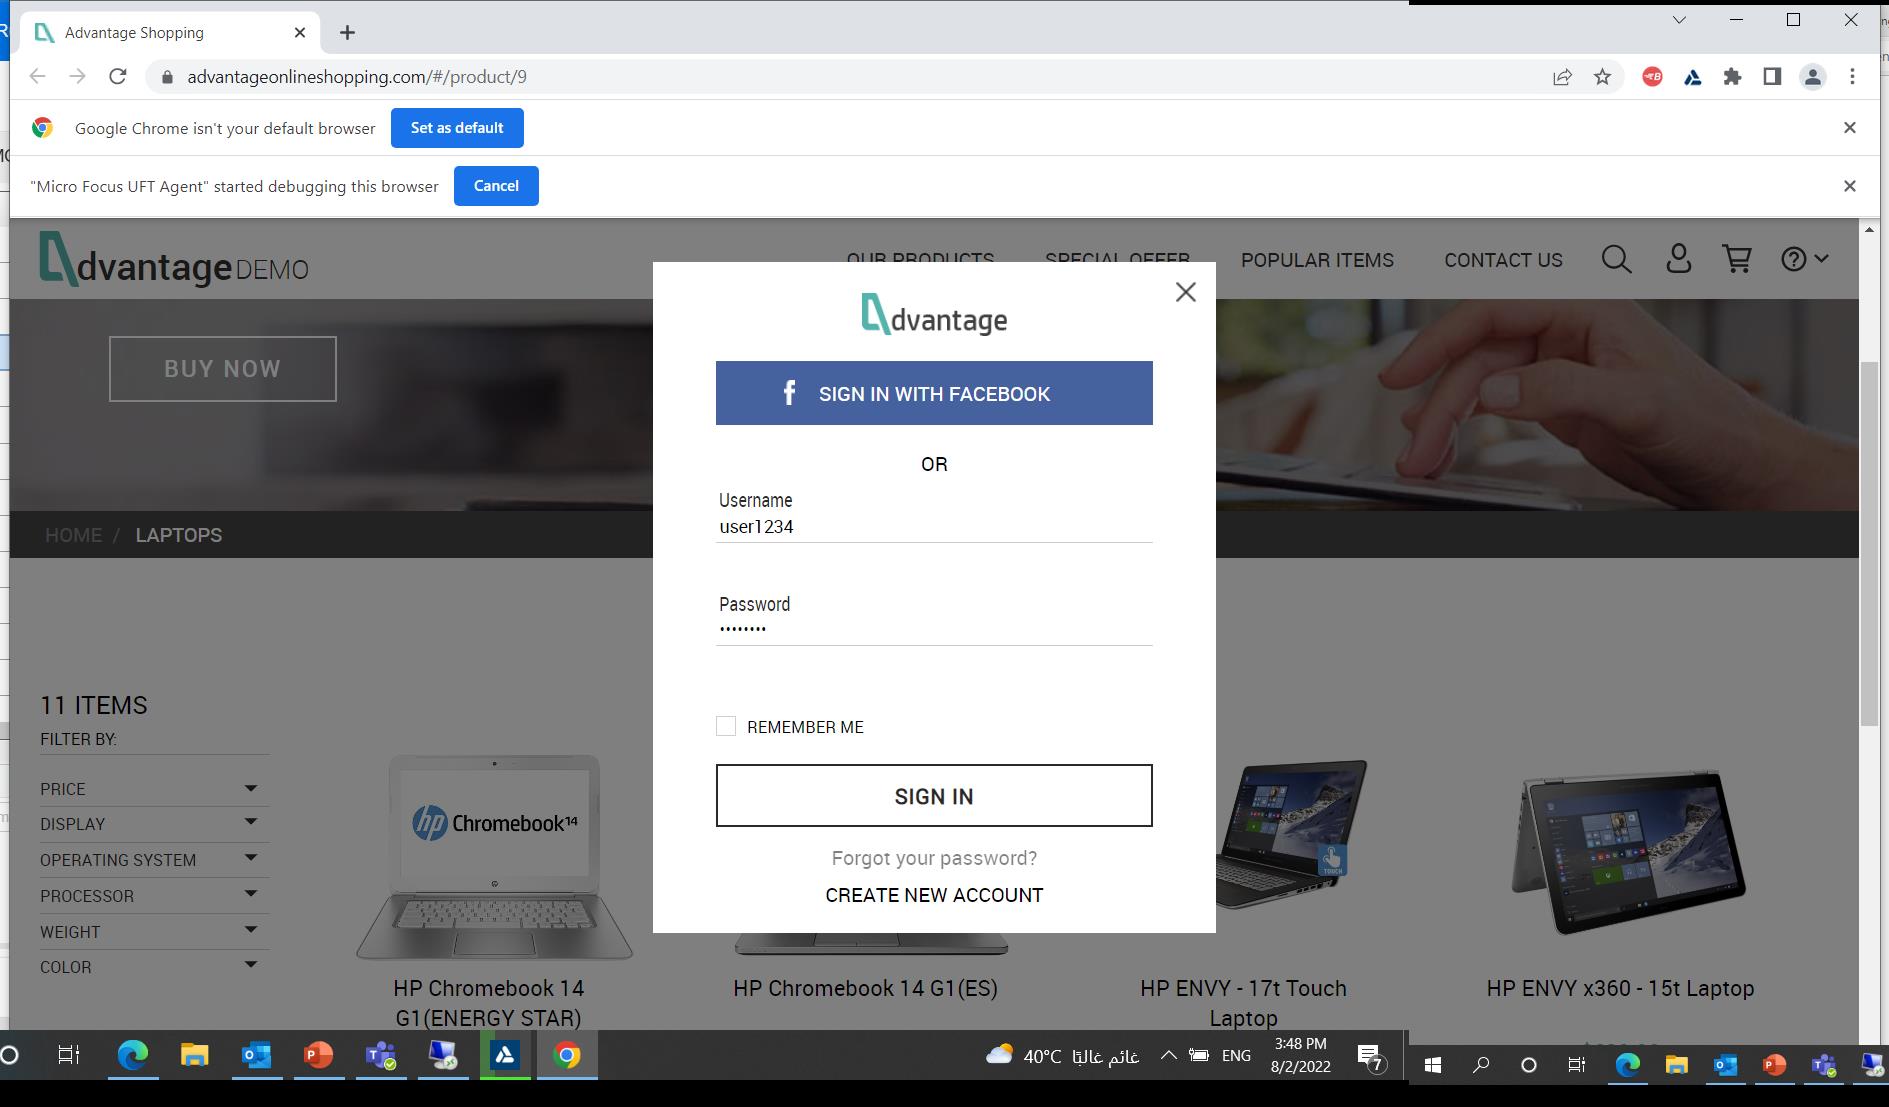 Advantage Shopping
advantageonlineshopping.com/#/product/9
Google Chrome isn't your default browser
Set as default
"Micro Focus UFT Agent" started debugging this browser
Cancel
dvantage DEMO
OUR PRODUCTS
SPECIAL OFFER
POPULAR ITEMS
CONTACT US
dvantage
BUY NOW
SIGN IN WITH FACEBOOK
OR
Username
user1234
HOME / LAPTOPS
Password
••••••••
11 ITEMS
FILTER BY:
REMEMBER ME
PRICE
DISPLAY
OPERATING SYSTEM
PROCESSOR
WEIGHT
COLOR
SIGN IN
Forgot your password?
CREATE NEW ACCOUNT
hp Chromebook 14
TOUCH
HP Chromebook 14
G1(ENERGY STAR)
HP Chromebook 14 G1(ES)
HP ENVY - 17t Touch
Laptop
HP ENVY x360 - 15t Laptop
40°C غائم غالبًا
ENG
3:48 PM
8/2/2022
7